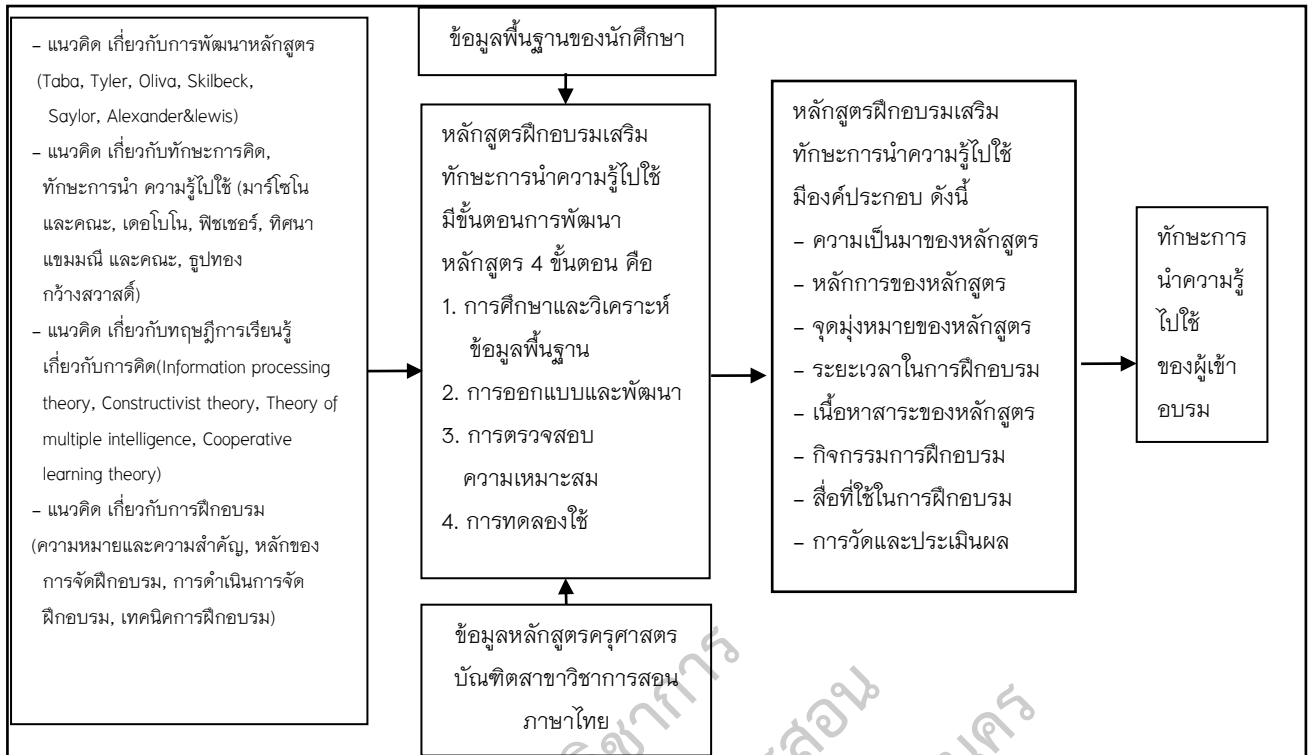 – แนวคิด เกี่ยวกับการพัฒนาหลักสูตร
(Taba, Tyler, Oliva, Skilbeck,
Saylor, Alexander&lewis)
– แนวคิด เกี่ยวกับทักษะการคิด,
ทักษะการนำ ความรู้ไปใช้ (มาร์โซโน
และคณะ, เดอโบโน, ฟิชเชอร์, ทิศนา
แขมมณี และคณะ, ธูปทอง
กว้างสวาสดิ์)
– แนวคิด เกี่ยวกับทฤษฎีการเรียนรู้
เกี่ยวกับการคิด(Information processing
theory, Constructivist theory, Theory of
multiple intelligence, Cooperative
learning theory)
– แนวคิด เกี่ยวกับการฝึกอบรม
(ความหมายและความสำคัญ, หลักของ
การจัดฝึกอบรม, การดำเนินการจัด
ฝึกอบรม, เทคนิคการฝึกอบรม)
ข้อมูลพื้นฐานของนักศึกษา
หลักสูตรฝึกอบรมเสริม
ทักษะการนำความรู้ไปใช้
มีขั้นตอนการพัฒนา
หลักสูตร 4 ขั้นตอน คือ
1. การศึกษาและวิเคราะห์
ข้อมูลพื้นฐาน
2. การออกแบบและพัฒนา
3. การตรวจสอบ
ความเหมาะสม
4. การทดลองใช้
ข้อมูลหลักสูตรครุศาสตร
บัณฑิตสาขาวิชาการสอน
ภาษาไทย
หลักสูตรฝึกอบรมเสริม
ทักษะการนำความรู้ไปใช้
มีองค์ประกอบ ดังนี้
– ความเป็นมาของหลักสูตร
– หลักการของหลักสูตร
– จุดมุ่งหมายของหลักสูตร
– ระยะเวลาในการฝึกอบรม
– เนื้อหาสาระของหลักสูตร
– กิจกรรมการฝึกอบรม
– สื่อที่ใช้ในการฝึกอบรม
– การวัดและประเมินผล
ทักษะการ
นำความรู้
ไปใช้
ของผู้เข้า
อบรม